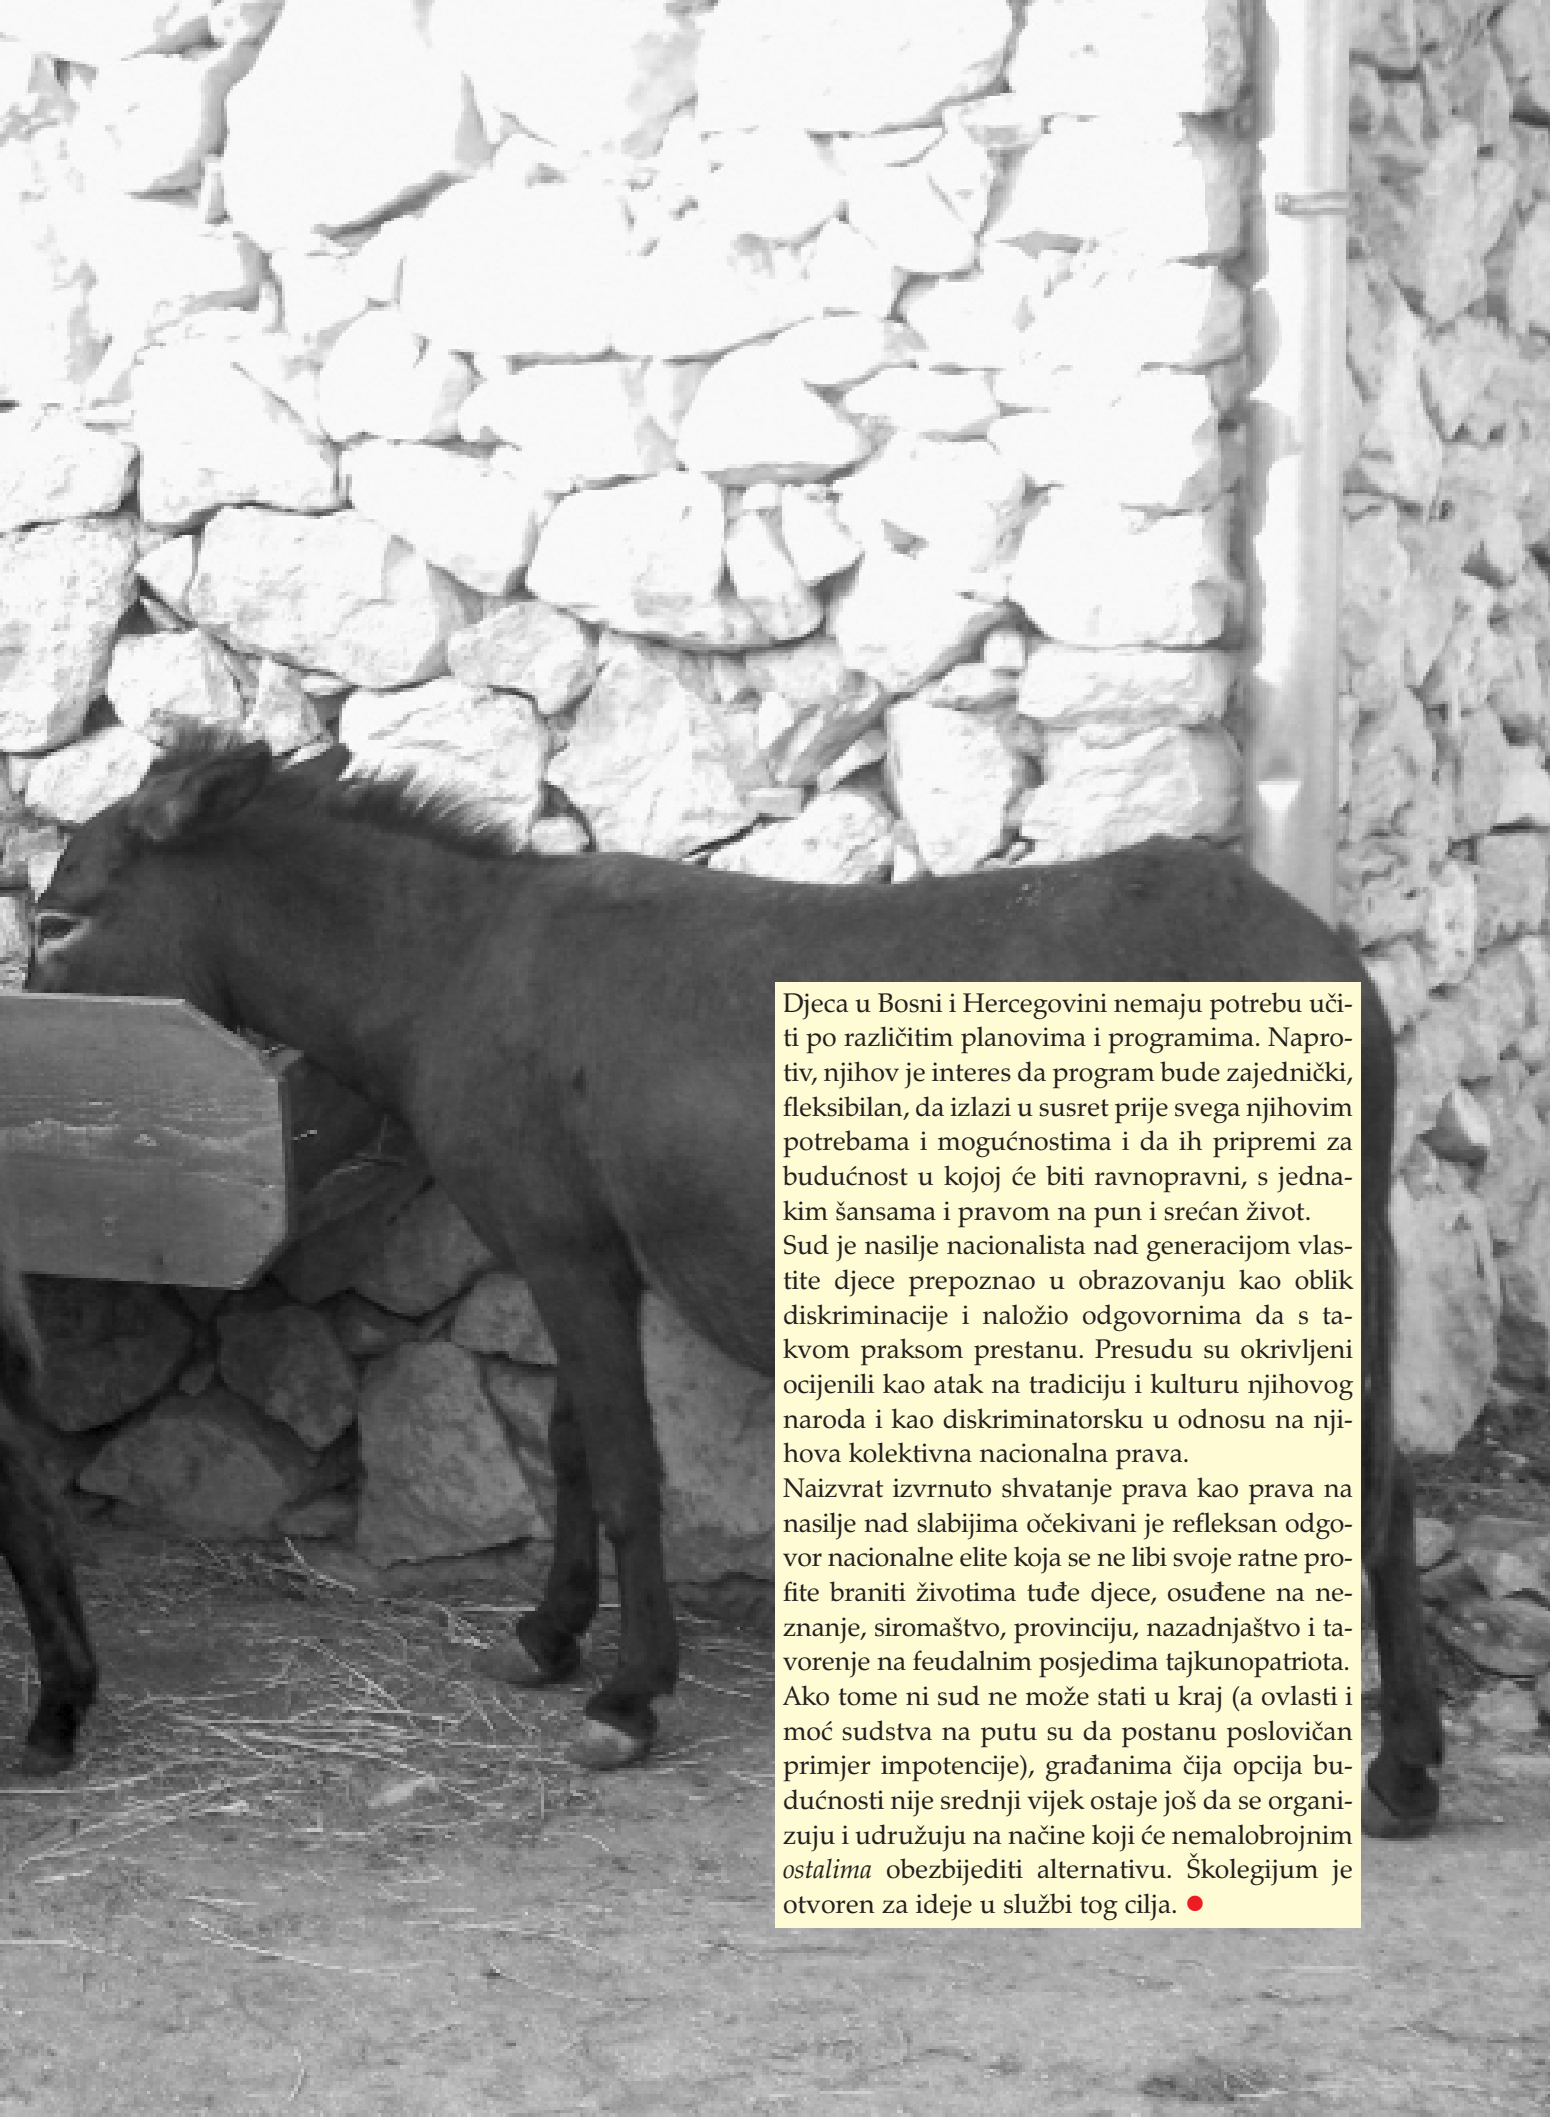 Djeca u Bosni i Hercegovini nemaju potrebu uči-
ti po različitim planovima i programima. Napro-
tiv, njihov je interes da program bude zajednički,
fleksibilan, da izlazi u susret prije svega njihovim
potrebama i mogućnostima i da ih pripremi za
budućnost u kojoj će biti ravnopravni, s jedna-
kim šansama i pravom na pun i srećan život.
Sud je nasilje nacionalista nad generacijom vlas-
tite djece prepoznao u obrazovanju kao oblik
diskriminacije i naložio odgovornima da s ta-
kvom praksom prestanu. Presudu su okrivljeni
ocijenili kao atak na tradiciju i kulturu njihovog
naroda i kao diskriminatorsku u odnosu na nji-
hova kolektivna nacionalna prava.
Naizvrat izvrnuto shvatanje prava kao prava na
nasilje nad slabijima očekivani je refleksan odgo-
vor nacionalne elite koja se ne libi svoje ratne pro-
fite braniti životima tuđe djece, osuđene na ne-
znanje, siromaštvo, provinciju, nazadnjaštvo i ta-
vorenje na feudalnim posjedima tajkunopatriota.
Ako tome ni sud ne može stati u kraj (a ovlasti i
moć sudstva na putu su da postanu poslovičan
primjer impotencije), građanima čija opcija bu-
dućnosti nije srednji vijek ostaje još da se organi-
zuju i udružuju na načine koji će nemalobrojnim
ostalima obezbijediti alternativu. Školegijum je
otvoren za ideje u službi tog cilja. ●